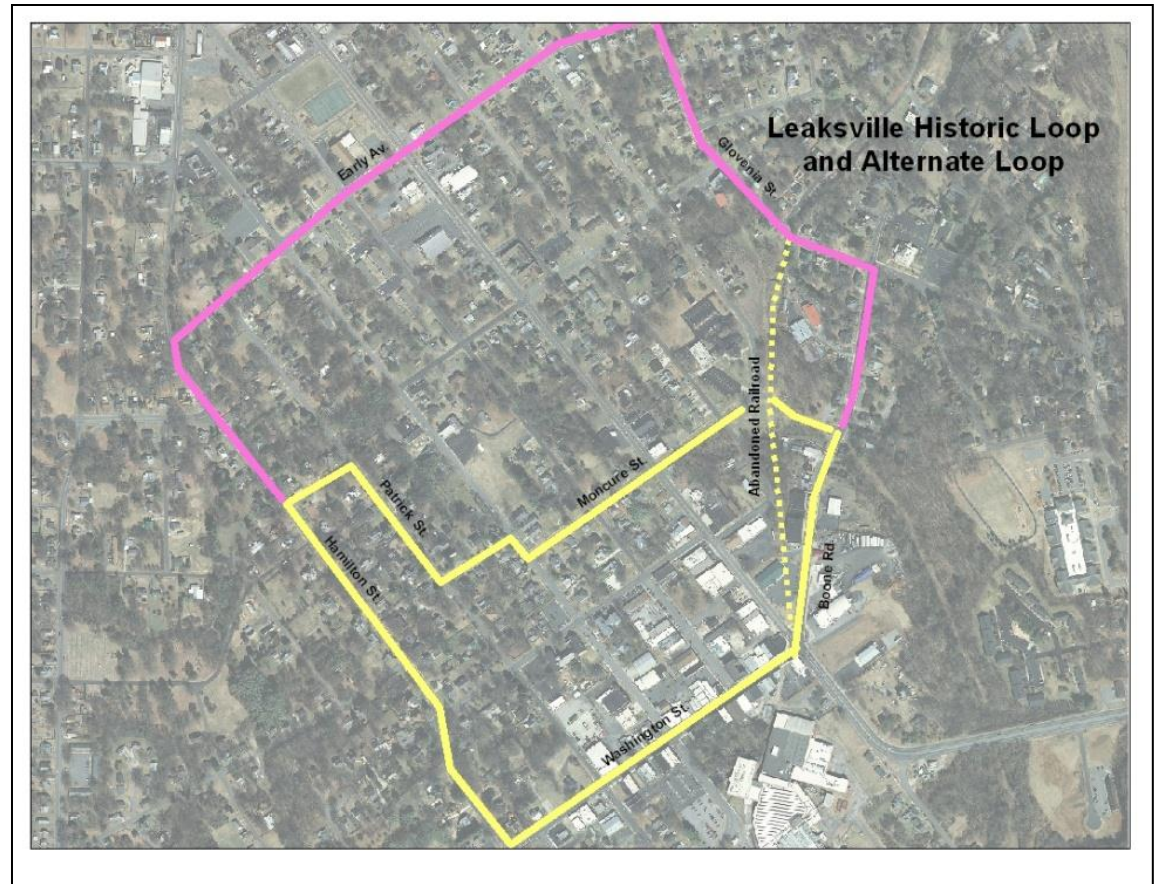 Leaksville Historic Loop
and Alternate Loop
Early Av.
Glovenia St.
Abandoned Railroad
Moncure St.
Patrick St.
Hamilton St.
Boone Rd
Washington St.